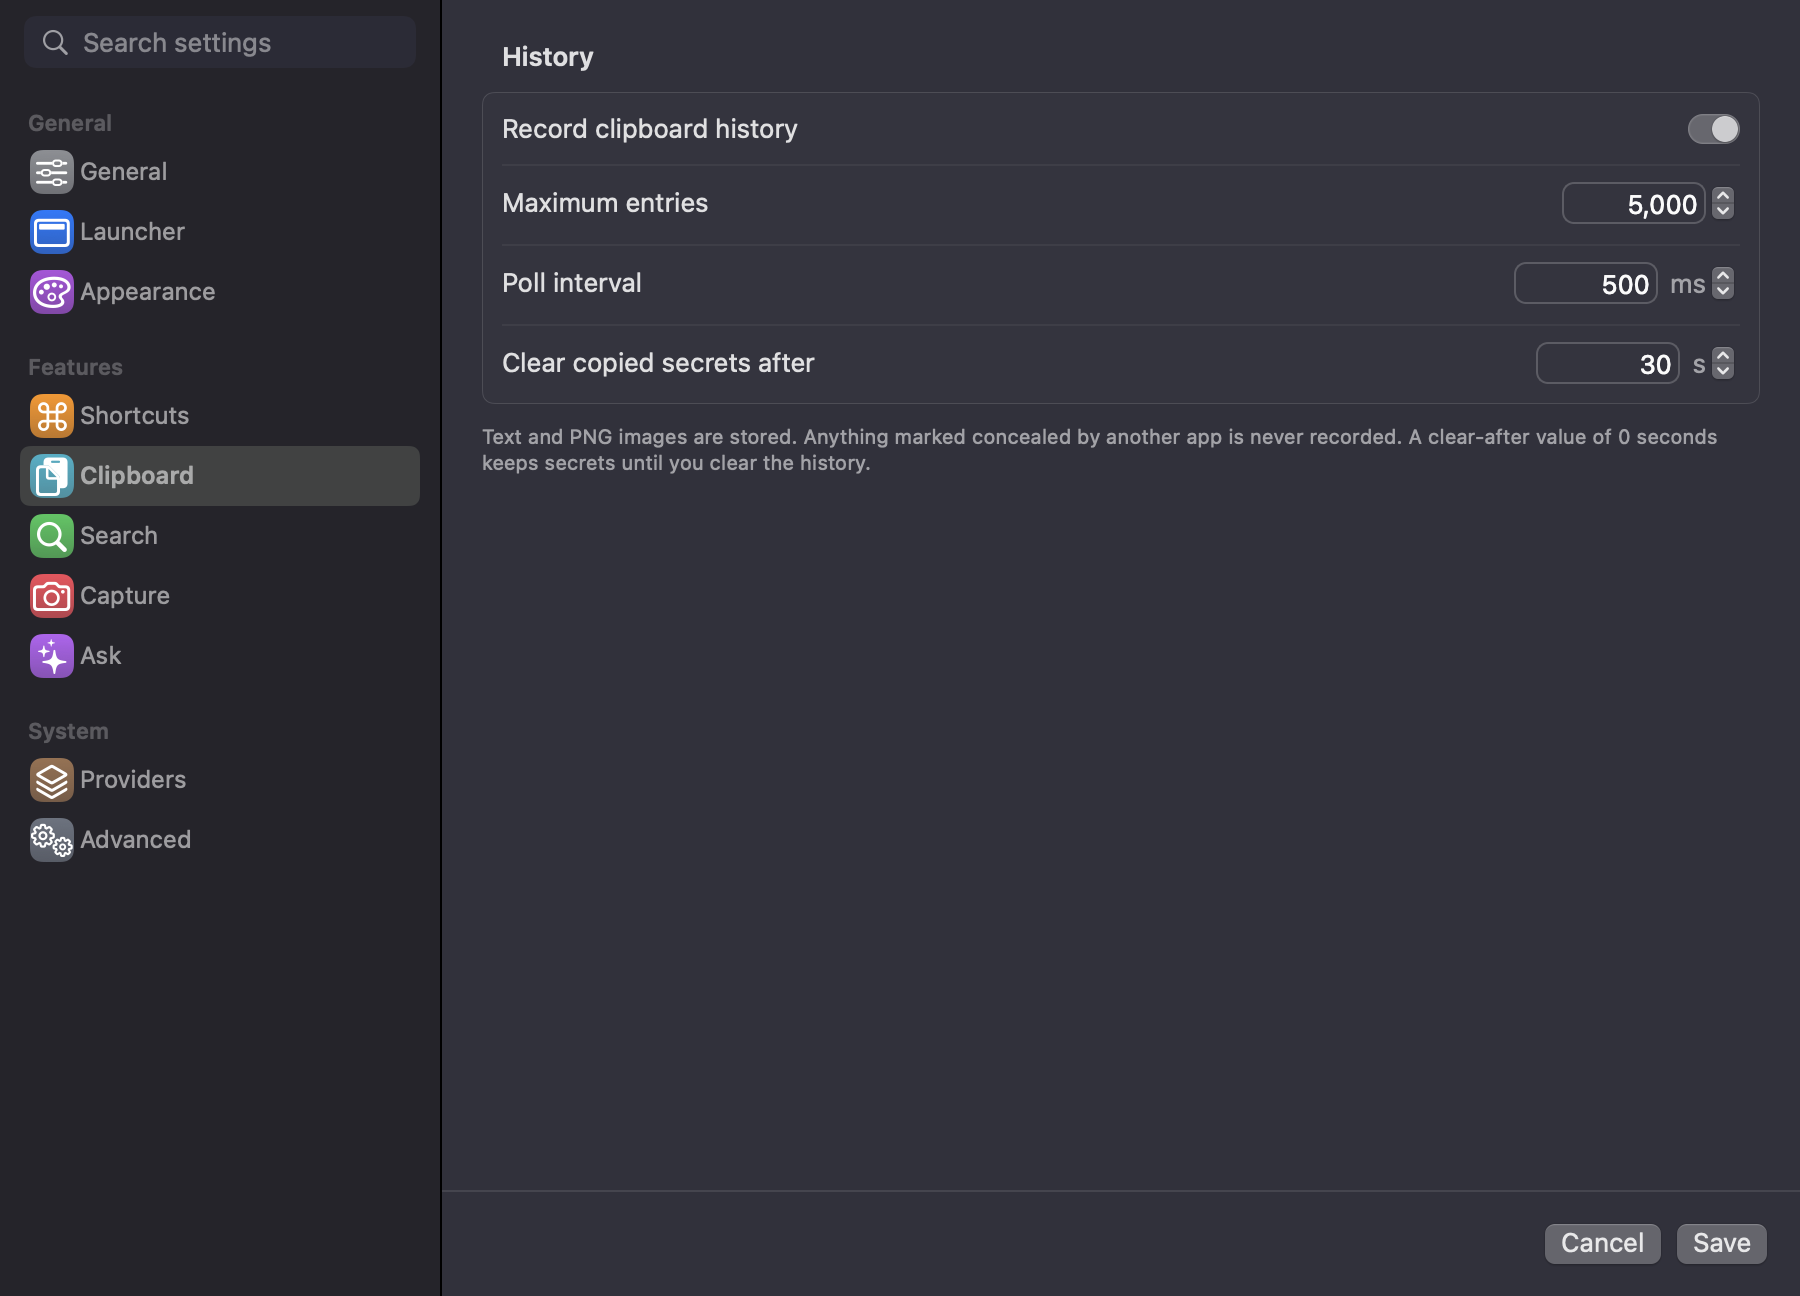 Search settings
General
General
Launcher
Appearance
Features
Shortcuts
Clipboard
Search
Capture
Ask
System
Providers
Advanced
History
Record clipboard history
Maximum entries
5,000
Poll interval
500 ms
Clear copied secrets after
30 s
Text and PNG images are stored. Anything marked concealed by another app is never recorded. A clear-after value of 0 seconds
keeps secrets until you clear the history.
Cancel
Save